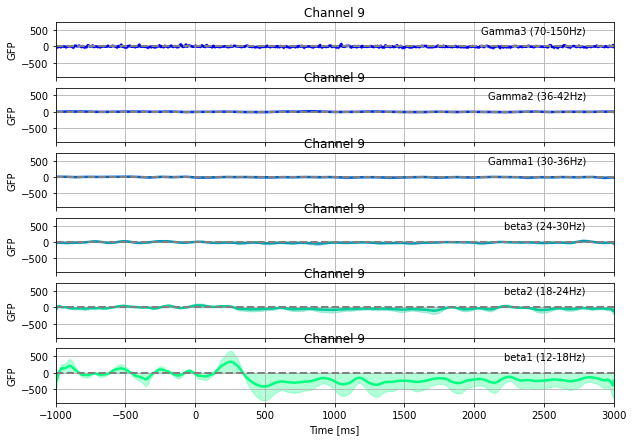 Channel 9
Gamma3 (70-150Hz)
500
0
−500
GFP
Channel 9
Gamma2 (36-42Hz)
500
0
−500
GFP
Channel 9
Gamma1 (30-36Hz)
500
0
−500
GFP
Channel 9
beta3 (24-30Hz)
500
0
−500
GFP
Channel 9
beta2 (18-24Hz)
500
0
−500
GFP
Channel 9
beta1 (12-18Hz)
500
0
−500
GFP
−1000 −500 0 500 1000 1500 2000 2500 3000
Time [ms]